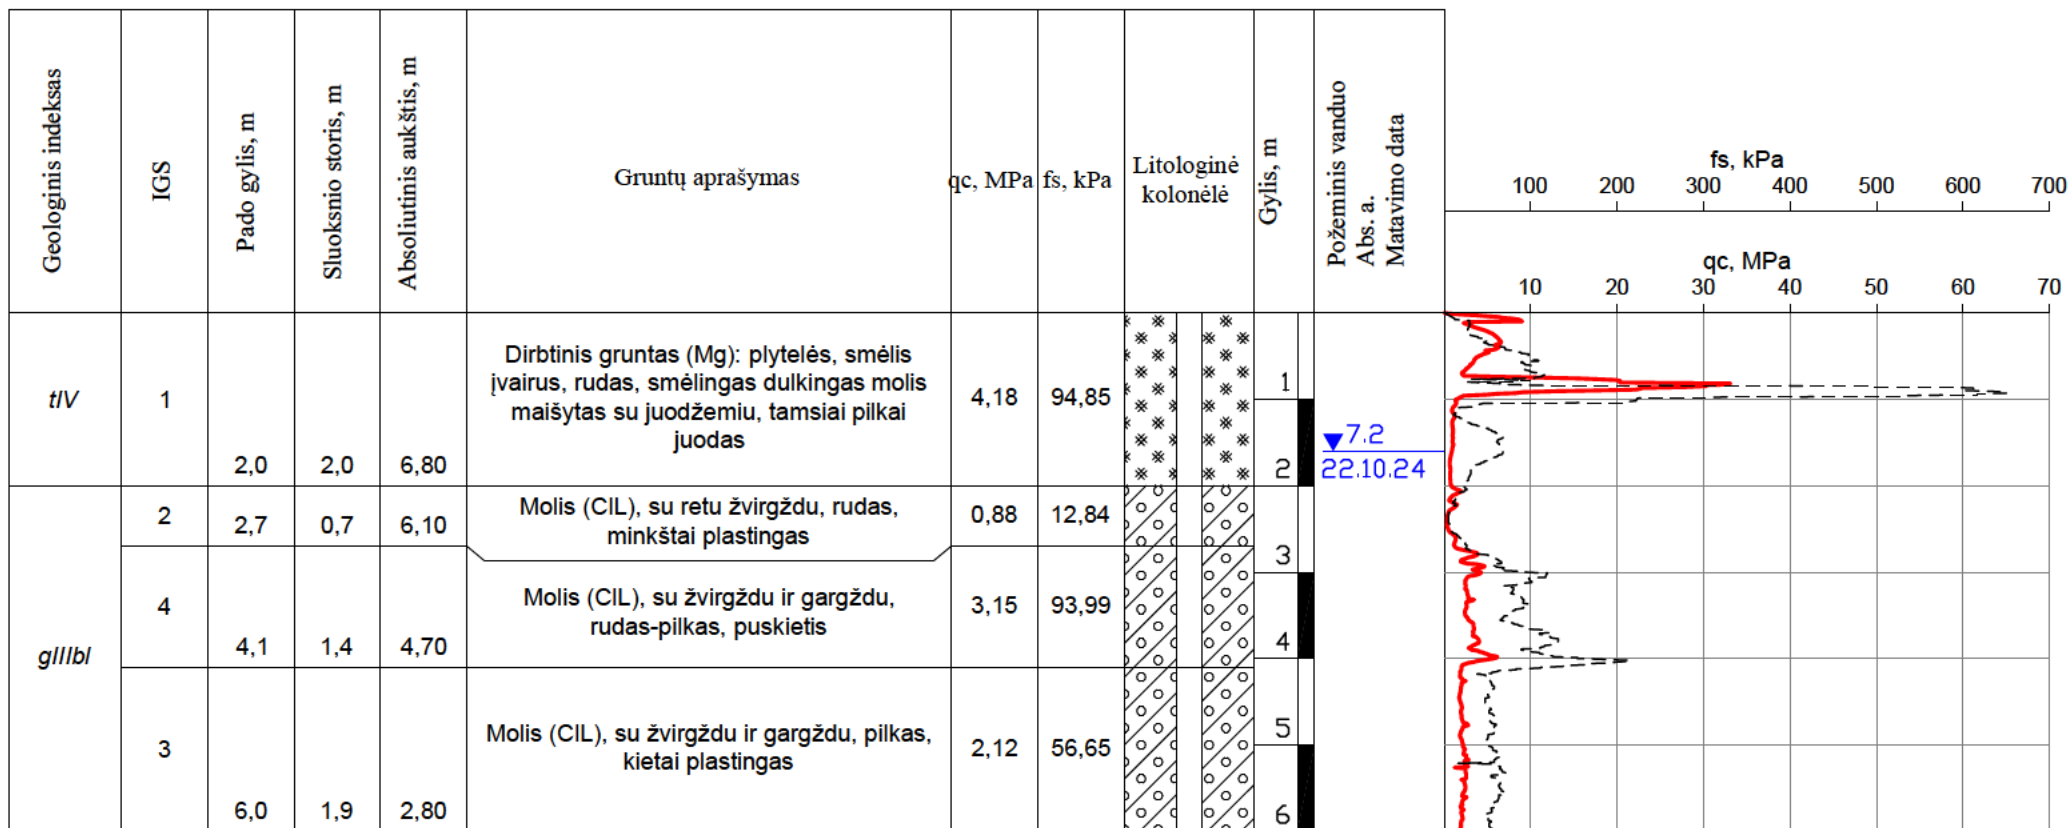 Geologinis indeksas
IGS
Pado gylis, m
Sluoksnio storis, m
Absoliutinis aukštis, m
Gruntų aprašymas
qc, MPa
fs, kPa
Litologinė
kolonėlė
Gylis, m
Požeminis vanduo
Abs. a.
Matavimo data
fs, kPa
100 200 300 400 500 600 700
qc, MPa
10 20 30 40 50 60 70
tIV
1
2,0
2,0
6,80
Dirbtinis gruntas (Mg): plytelės, smėlis
įvairus, rudas, smėlingas dulkingas molis
maišytas su juodžemiu, tamsiai pilkai
juodas
4,18
94,85
1
2
7.2
22.10.24
gIIIbl
2
2,7
0,7
6,10
Molis (CIL), su retu žvirgždu, rudas,
minkštai plastingas
0,88
12,84
3
4
4,1
1,4
4,70
Molis (CIL), su žvirgždu ir gargždu,
rudas-pilkas, puskietis
3,15
93,99
4
3
6,0
1,9
2,80
Molis (CIL), su žvirgždu ir gargždu, pilkas,
kietai plastingas
2,12
56,65
5
6